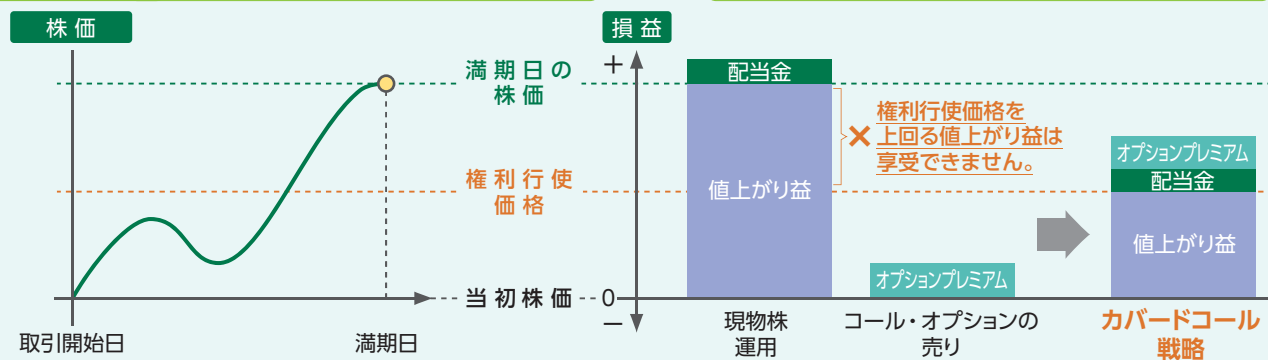 株価
満期日の
株価
権利行使
価格
当初株価
取引開始日
満期日
損益
+
0
−
配当金
値上がり益
×
権利行使価格を
上回る値上がり益は
享受できません。
オプションプレミアム
オプションプレミアム
配当金
値上がり益
現物株
運用
コール・オプションの
売り
カバードコール
戦略